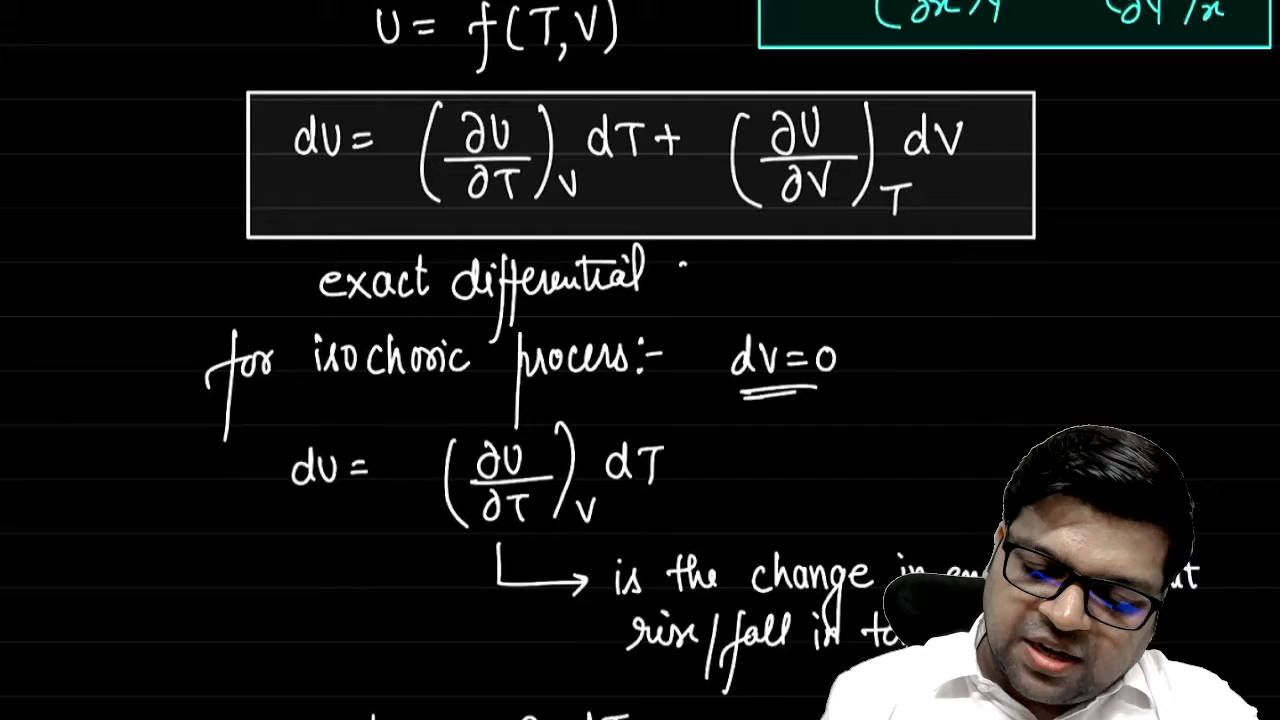 U = f(T,V)
(∂x)y (∂y)x
dU = (∂U/∂T)V dT + (∂U/∂V)T dV
exact differential
for isochoric process:- dV=0
dU = (∂U/∂T)V dT
is the change in
rise/fall in
dT